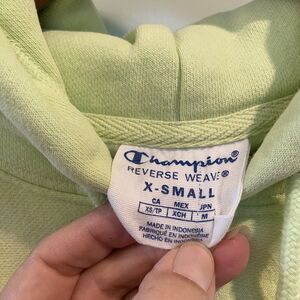 Champion®
REVERSE WEAVE®
X-SMALL
CA MEX JPN
XS/TP XCH M
MADE IN INDONESIA
FABRIQUÉ EN INDONÉSIE
HECHO EN INDONESIA